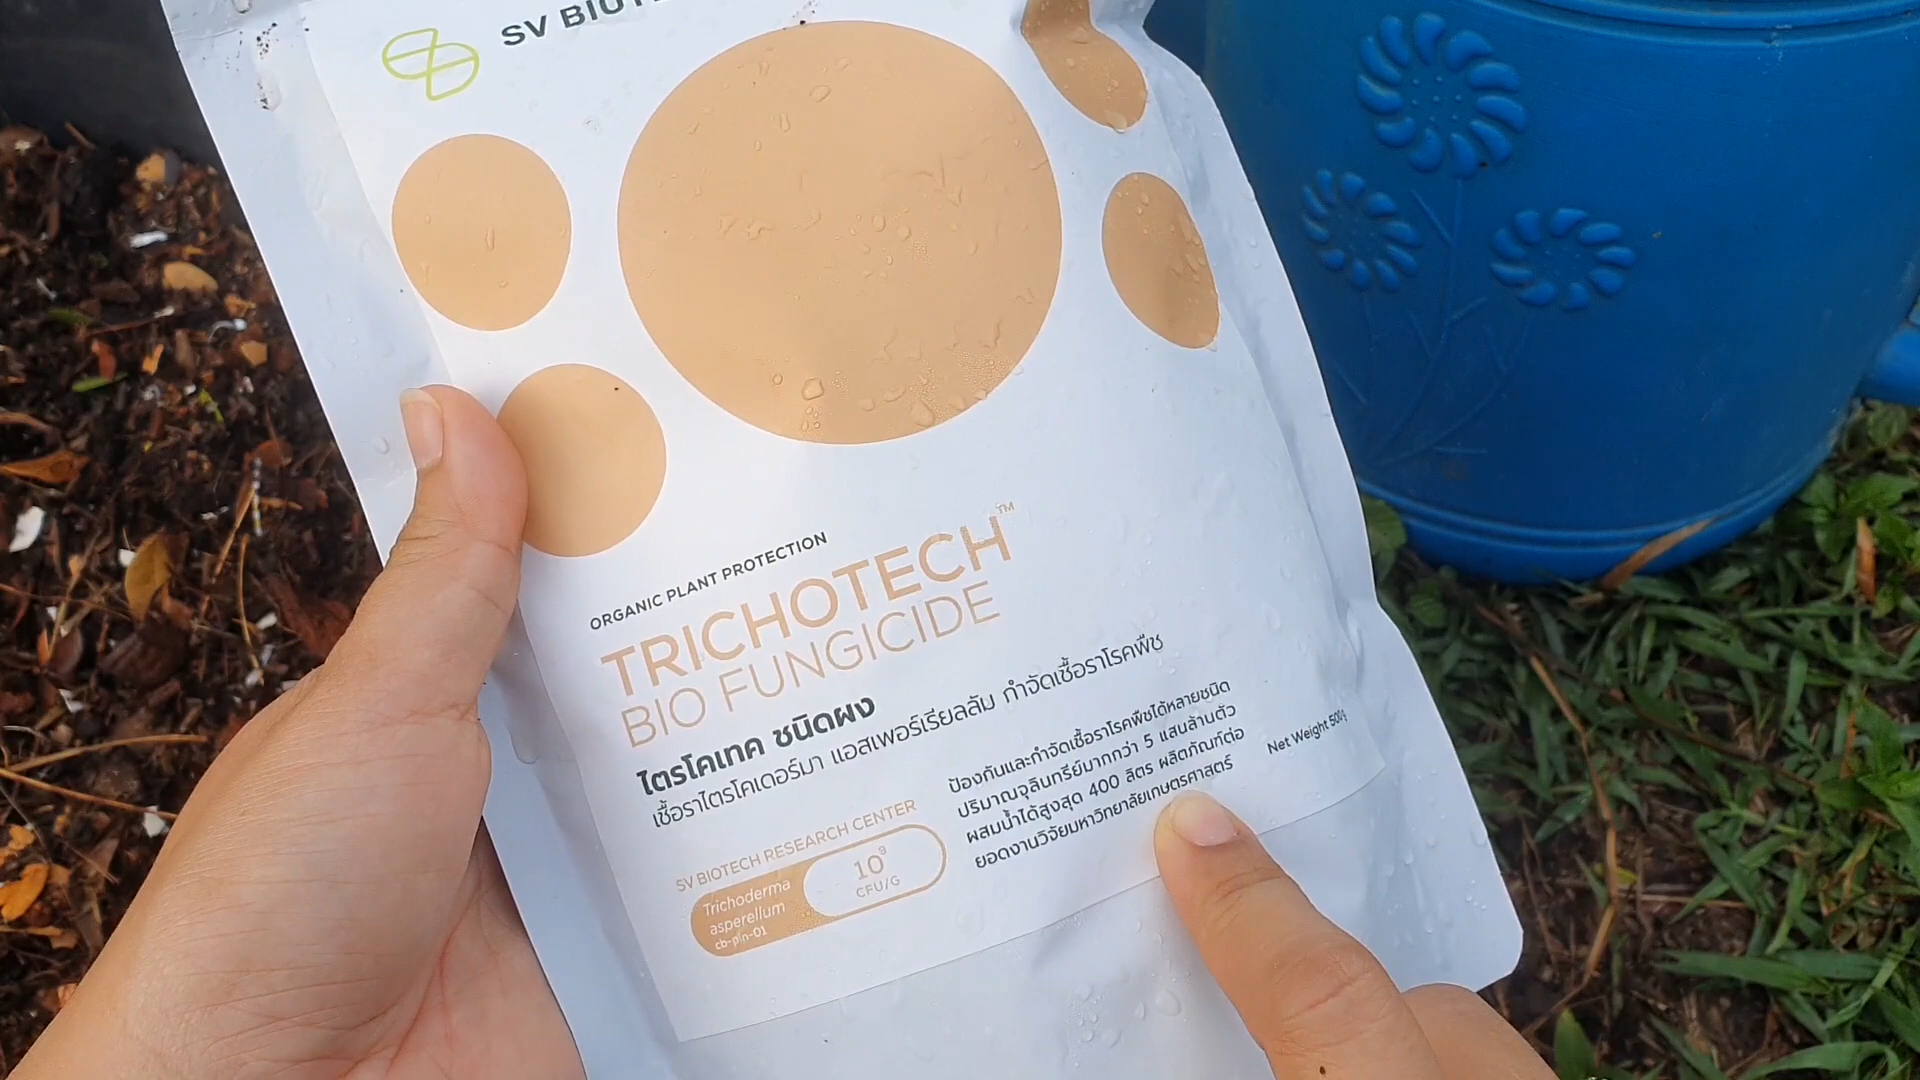 SV BIOTE
ORGANIC PLANT PROTECTION
TRICHOTECH™
BIO FUNGICIDE
ไตรโคเทค ชนิดผง
เชื้อราไตรโคเดอร์มา แอสเพอร์เรียลลัม กำจัดเชื้อราโรคพืช
SV BIOTECH RESEARCH CENTER
Trichoderma
asperellum
cb-pin-01
10⁹
CFU/G
ป้องกันและกำจัดเชื้อราโรคพืชได้หลายชนิด
ปริมาณจุลินทรีย์มากกว่า 5 แสนล้านตัว
ผสมน้ำได้สูงสุด 400 ลิตร ผลิตภัณฑ์ต่อ
ยอดงานวิจัยมหาวิทยาลัยเกษตรศาสตร์
Net Weight 500g